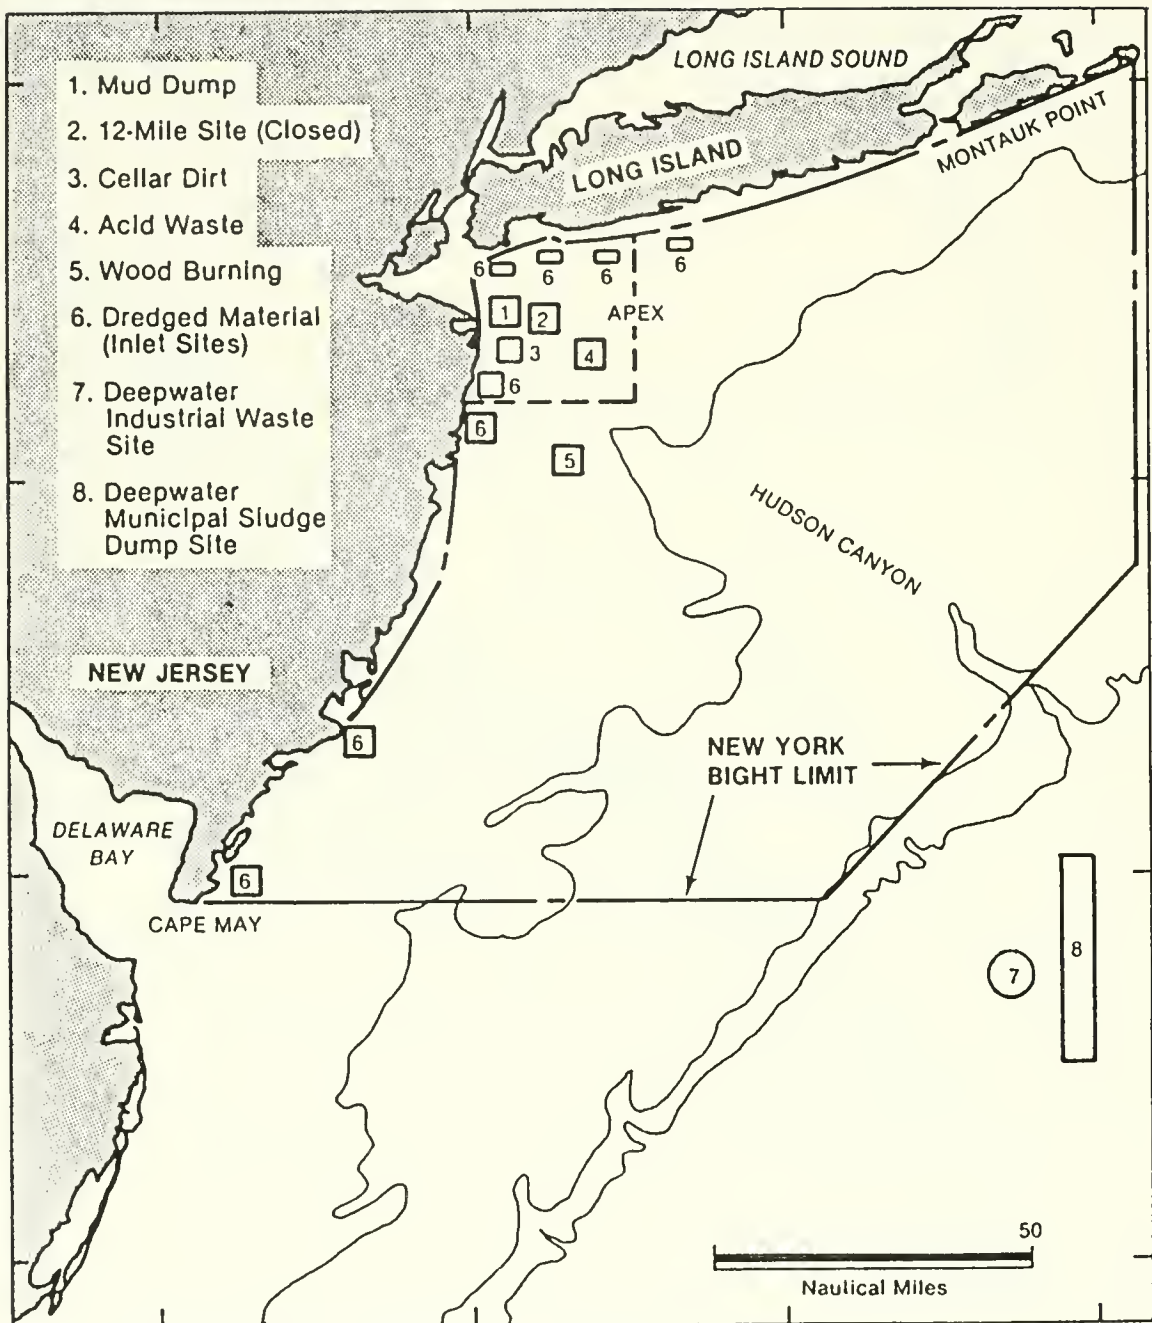 1. Mud Dump
2. 12-Mile Site (Closed)
3. Cellar Dirt
4. Acid Waste
5. Wood Burning
6. Dredged Material
(Inlet Sites)
7. Deepwater
Industrial Waste
Site
8. Deepwater
Municipal Sludge
Dump Site
LONG ISLAND SOUND
LONG ISLAND
MONTAUK POINT
6
6
6
6
1
2
APEX
3
4
6
6
5
HUDSON CANYON
NEW JERSEY
6
NEW YORK
BIGHT LIMIT
DELAWARE
BAY
6
CAPE MAY
7
8
50
Nautical Miles